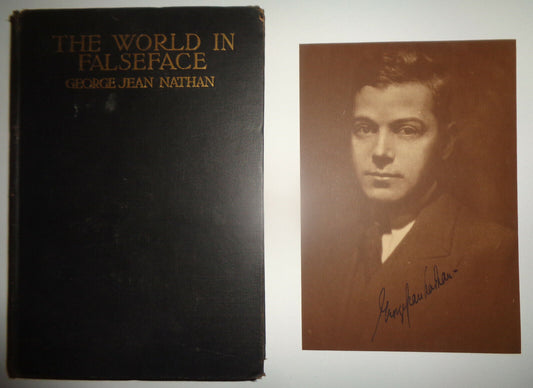 THE WORLD IN
FALSEFACE
GEORGE JEAN NATHAN
George Jean Nathan